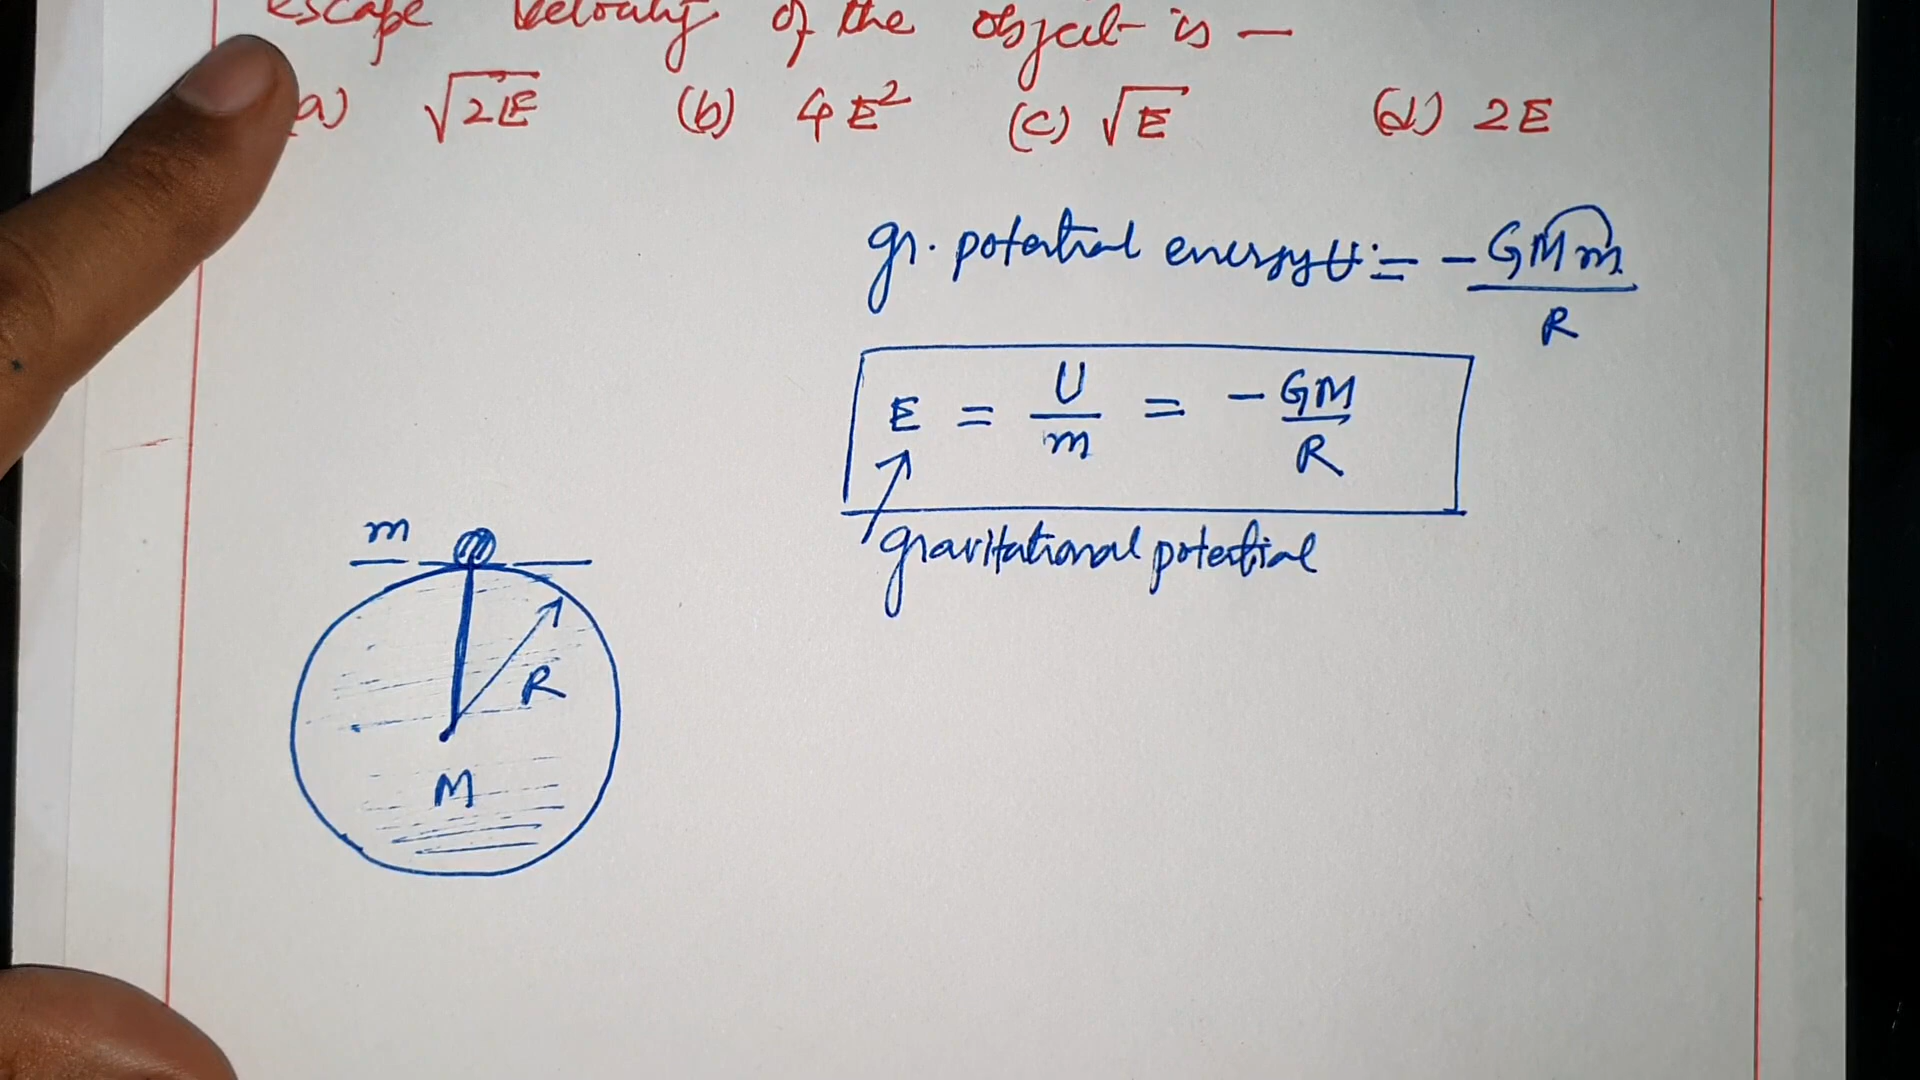 escape velocity of the object is —
(a) √2E (b) 4E² (c) √E (d) 2E
gr. potential energy U = - GMm / R
E = U / m = - GM / R
gravitational potential
m
R
M